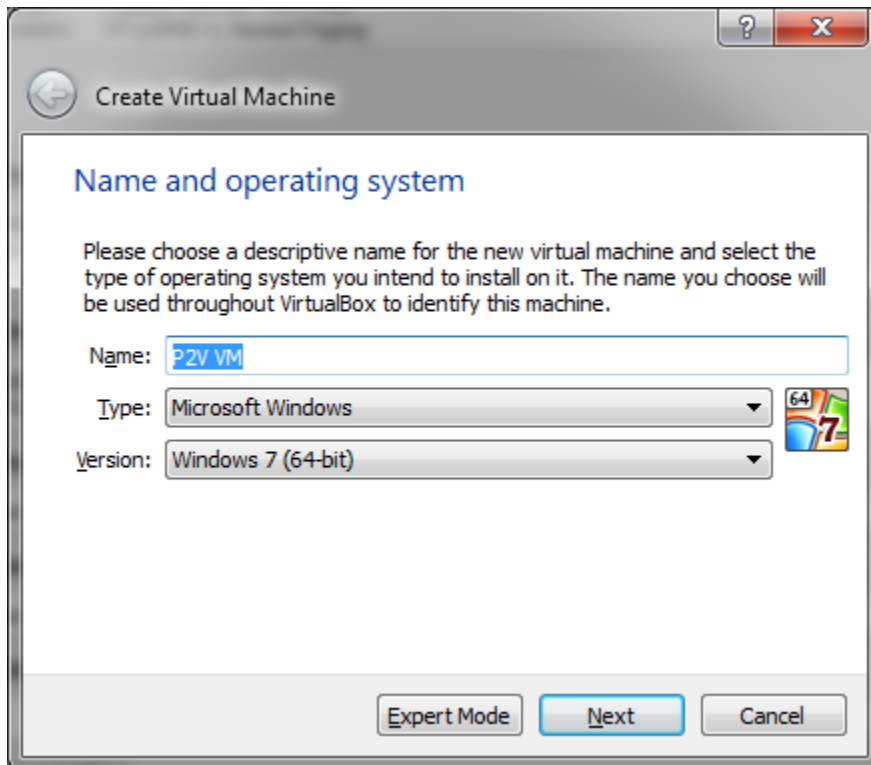 ?
X
Create Virtual Machine
Name and operating system
Please choose a descriptive name for the new virtual machine and select the
type of operating system you intend to install on it. The name you choose will
be used throughout VirtualBox to identify this machine.
Name: P2V VM
Type: Microsoft Windows
64
7
Version: Windows 7 (64-bit)
Expert Mode Next Cancel